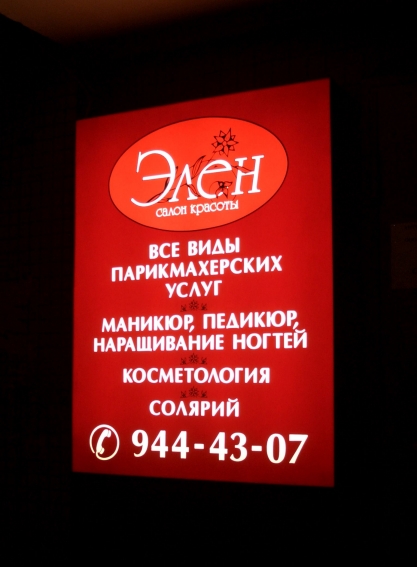 Элен
салон красоты
ВСЕ ВИДЫ
ПАРИКМАХЕРСКИХ
УСЛУГ
МАНИКЮР, ПЕДИКЮР,
НАРАЩИВАНИЕ НОГТЕЙ
КОСМЕТОЛОГИЯ
СОЛЯРИЙ
944-43-07